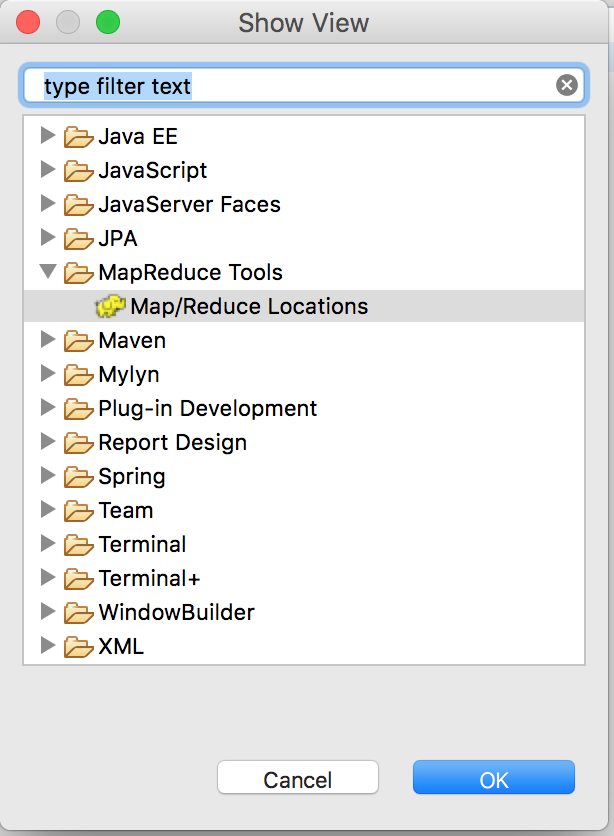 Show View
type filter text
Java EE
JavaScript
JavaServer Faces
JPA
MapReduce Tools
Map/Reduce Locations
Maven
Mylyn
Plug-in Development
Report Design
Spring
Team
Terminal
Terminal+
WindowBuilder
XML
Cancel OK